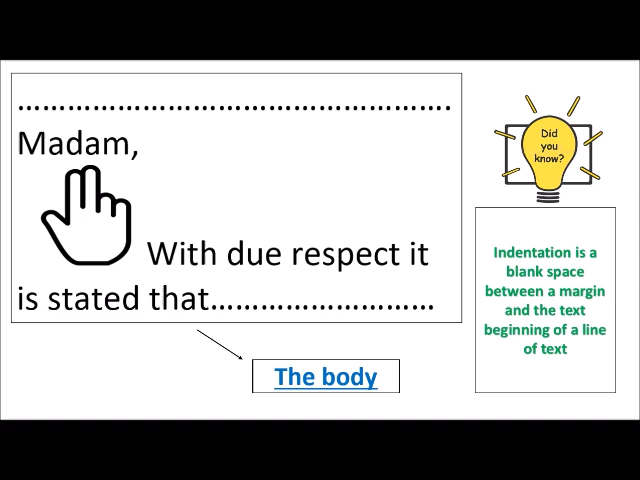 ………………………………………………….
Madam,
With due respect it
is stated that………………………
The body
Did
you
know?
Indentation is a
blank space
between a margin
and the text
beginning of a line
of text